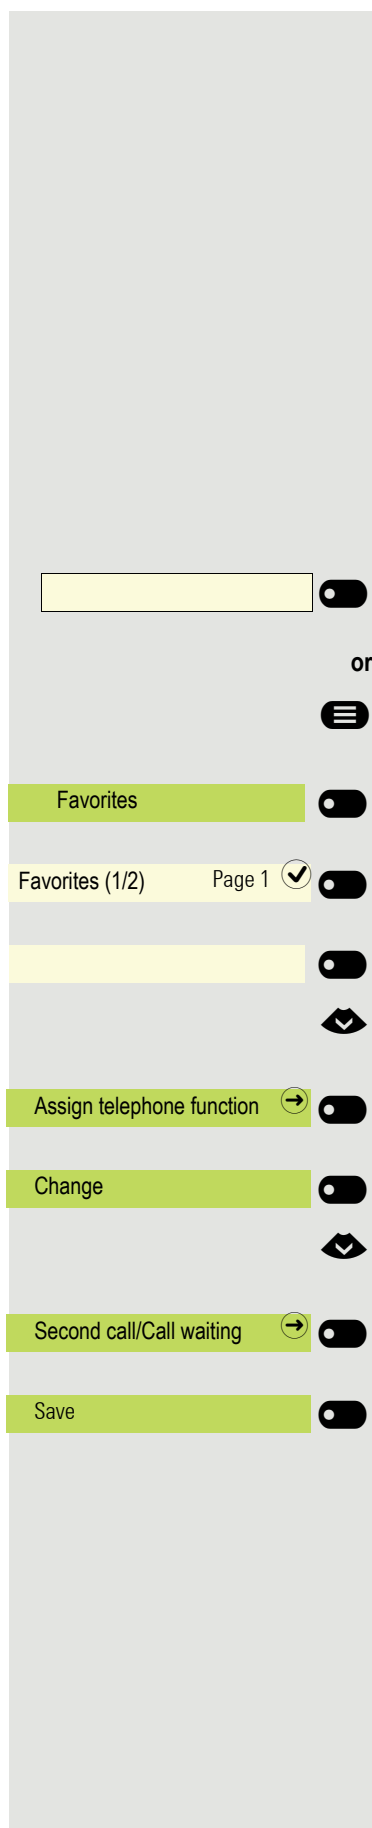 or
Favorites
Favorites (1/2) Page 1
Assign telephone function
Change
Second call/Call waiting
Save